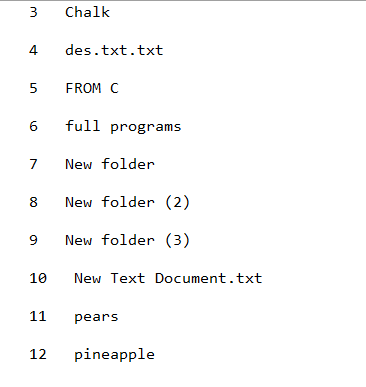 3  Chalk
4  des.txt.txt
5  FROM C
6  full programs
7  New folder
8  New folder (2)
9  New folder (3)
10  New Text Document.txt
11  pears
12  pineapple